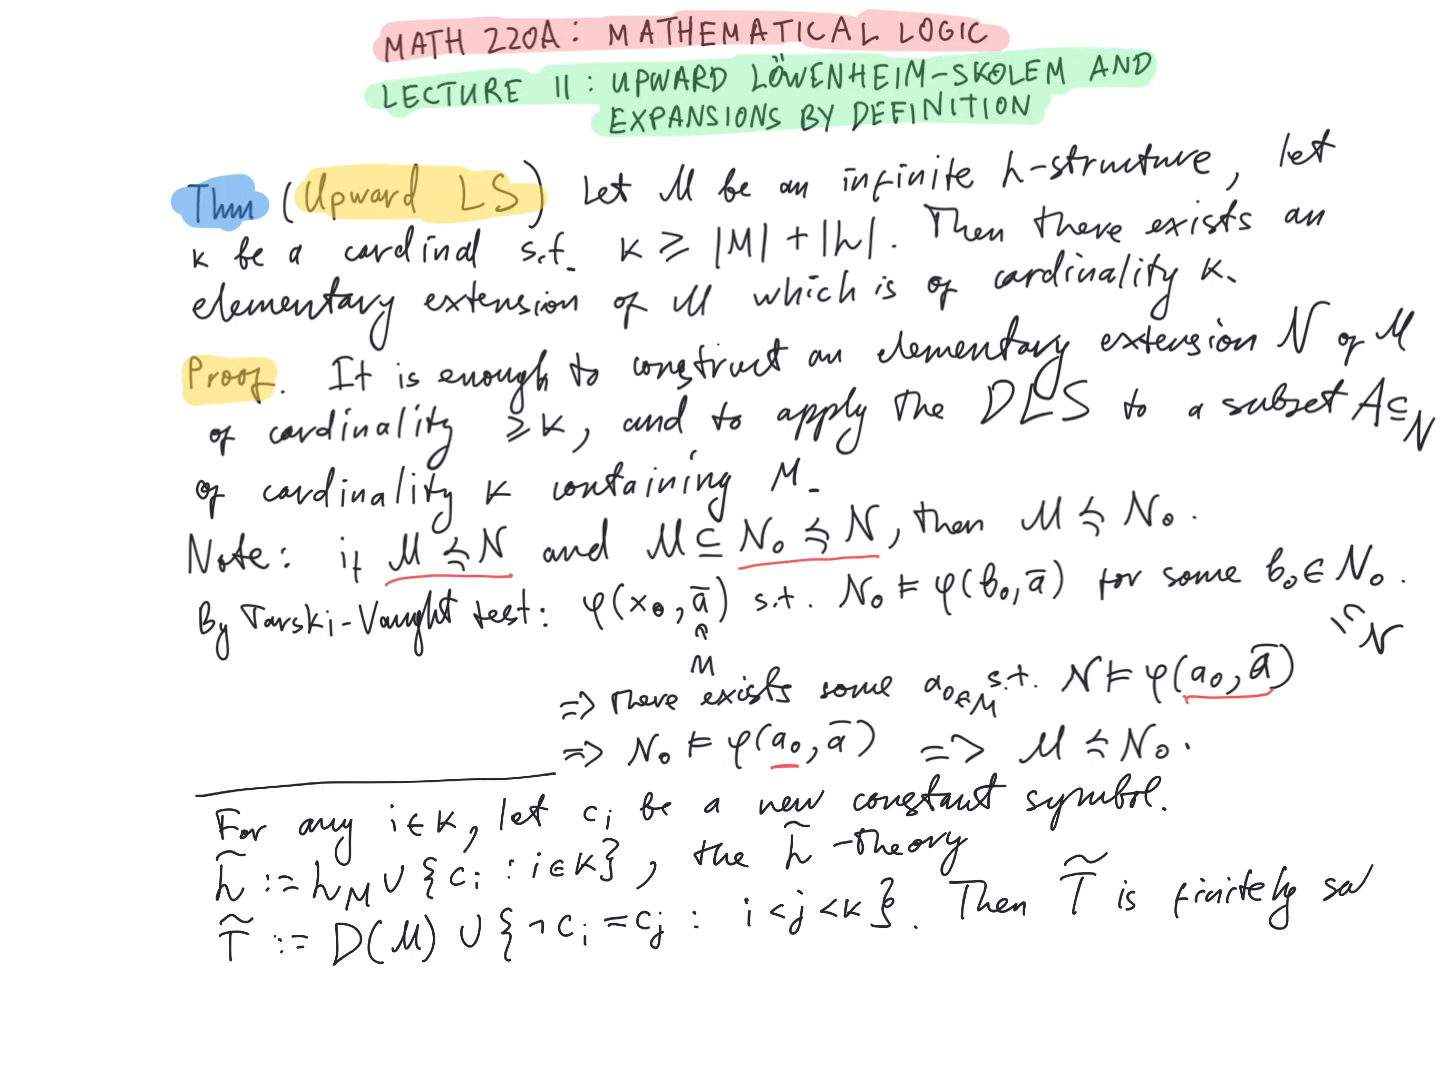 MATH 220A: MATHEMATICAL LOGIC
LECTURE 11: UPWARD LÖWENHEIM-SKOLEM AND
EXPANSIONS BY DEFINITION
Thm (Upward LS) Let M be an infinite L-structure, let
κ be a cardinal s.t. κ ≥ |M| + |L|. Then there exists an
elementary extension of M which is of cardinality κ.
Proof. It is enough to construct an elementary extension N of M
of cardinality ≥ κ, and to apply the DLS to a subset A ⊆ N
of cardinality κ containing M.
Note: if M ≼ N and M ⊆ N₀ ≼ N, then M ≼ N₀.
By Tarski-Vaught test: φ(x₀, ā) s.t. N₀ ⊨ φ(b₀, ā) for some b₀ ∈ N₀.
∩ M
⊆ N
=> there exists some a₀ ∈ M s.t. N ⊨ φ(a₀, ā)
=> N₀ ⊨ φ(a₀, ā) => M ≼ N₀.
For any i ∈ κ, let cᵢ be a new constant symbol.
L̃ := L_M ∪ {cᵢ : i ∈ κ}, the L̃-theory
T̃ := D(M) ∪ {¬cᵢ = cⱼ : i < j < κ}. Then T̃ is finitely sa